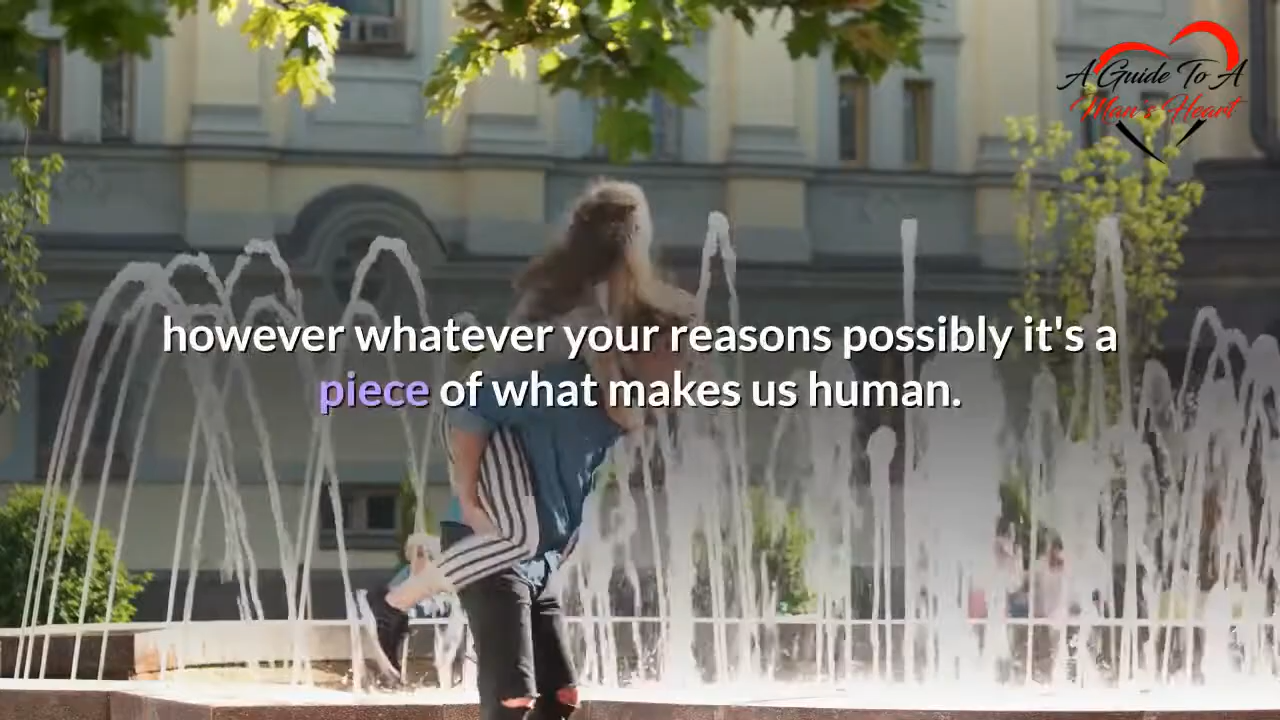 A Guide To A
Man's Heart
however whatever your reasons possibly it's a
piece of what makes us human.